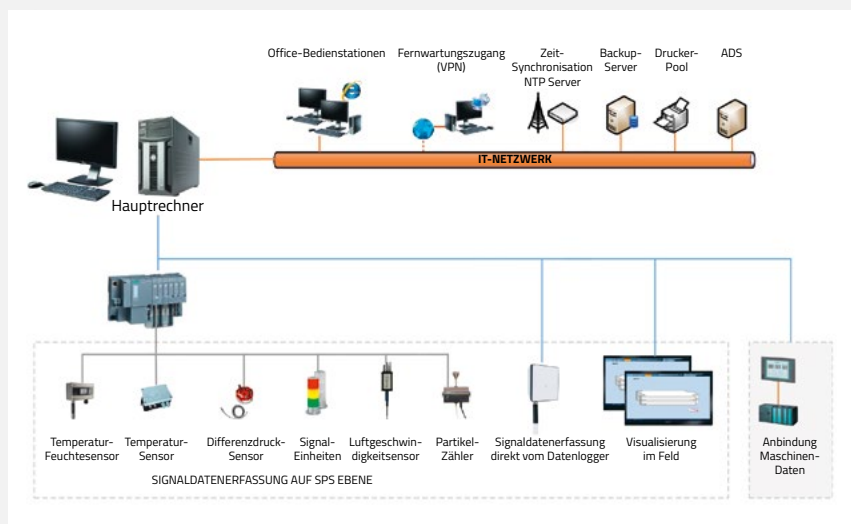 Office-Bedienstationen
Fernwartungszugang
(VPN)
Zeit-
Synchronisation
NTP Server
Backup-
Server
Drucker-
Pool
ADS
IT-NETZWERK
Hauptrechner
Temperatur-
Feuchtesensor
Temperatur-
Sensor
Differenzdruck-
Sensor
Signal-
Einheiten
Luftgeschwin-
digkeitsensor
Partikel-
Zähler
Signaldatenerfassung
direkt vom Datenlogger
Visualisierung
im Feld
Anbindung
Maschinen-
Daten
SIGNALDATENERFASSUNG AUF SPS EBENE